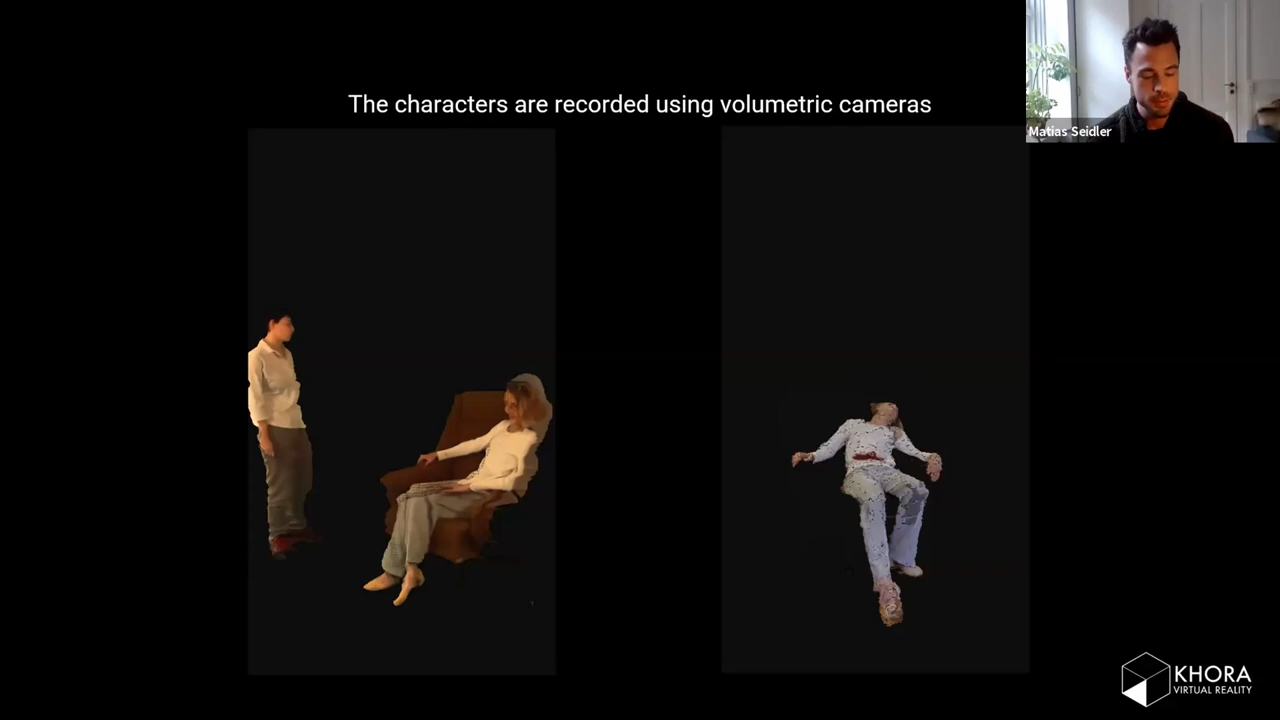 The characters are recorded using volumetric cameras
Matias Seidler
KHORA
VIRTUAL REALITY